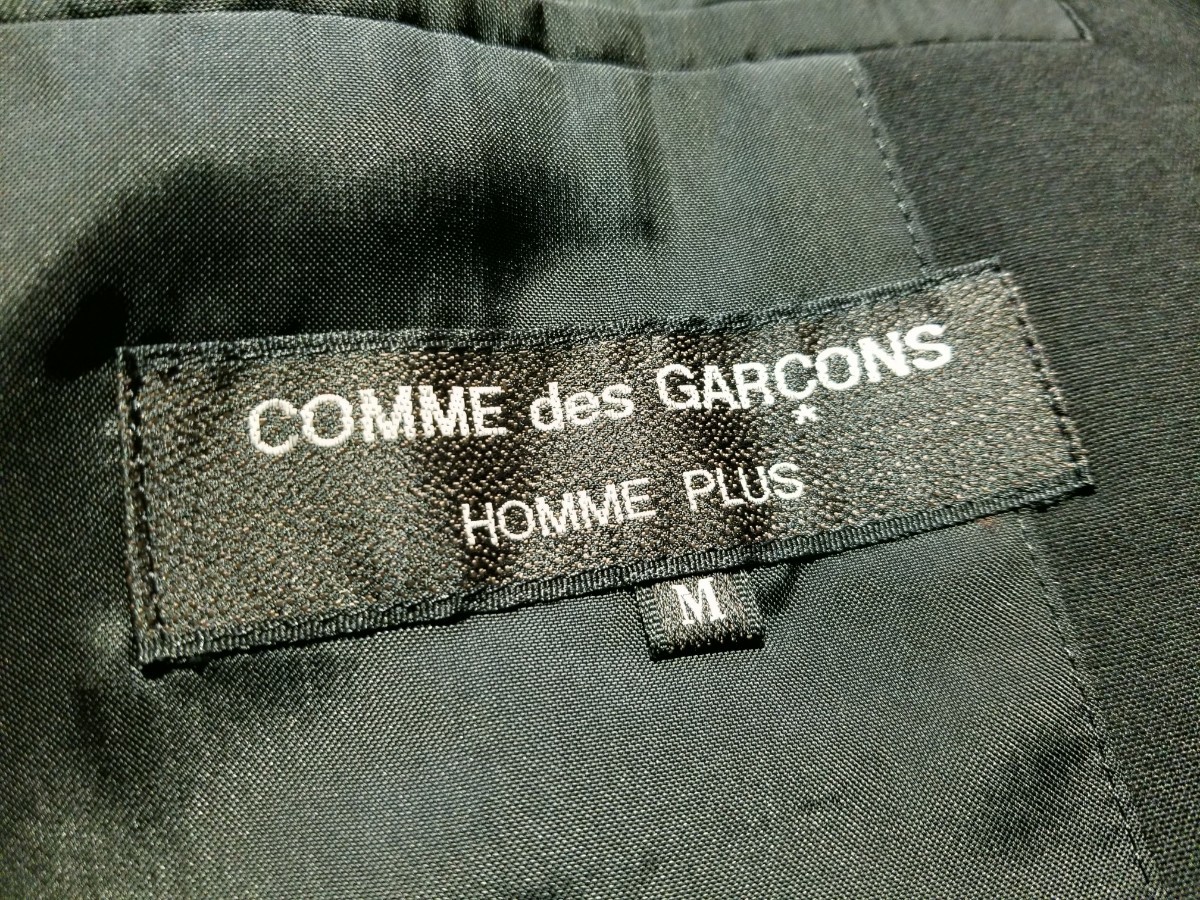 COMME des GARCONS
*
HOMME PLUS
M